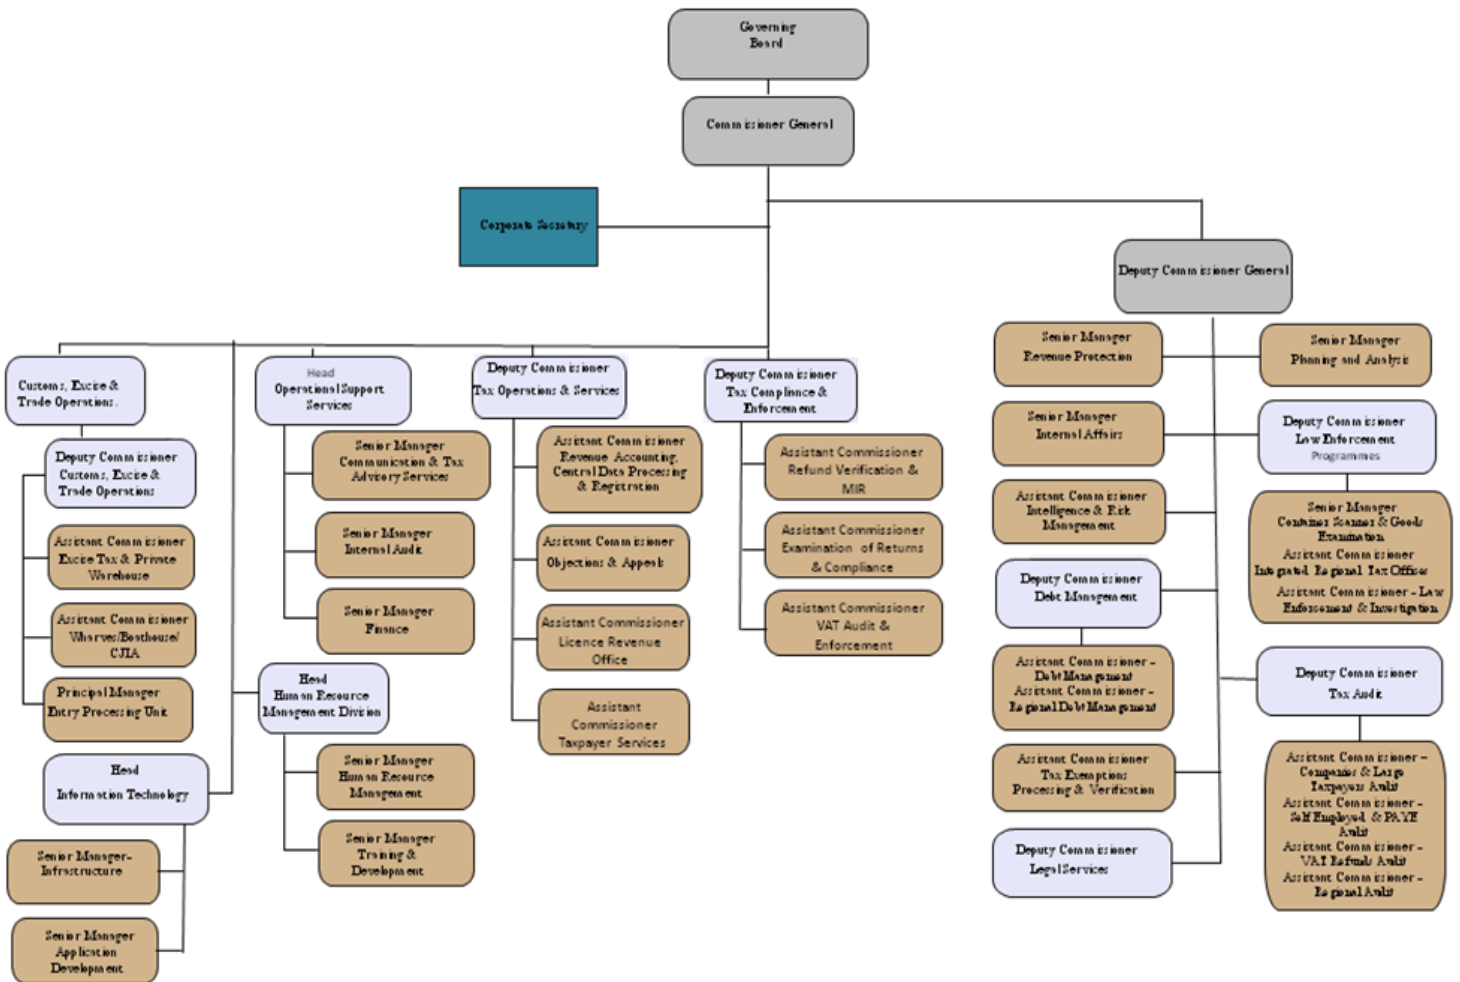 Governing
Board
Commissioner General
Corporate Secretary
Deputy Commissioner General
Customs, Excise &
Trade Operations.
Deputy Commissioner
Customs, Excise &
Trade Operations
Assistant Commissioner
Excise Tax & Private
Warehouse
Assistant Commissioner
Wharves/Boathouse/
CJIA
Principal Manager
Entry Processing Unit
Head
Information Technology
Senior Manager-
Infrastructure
Senior Manager
Application
Development
Head
Operational Support
Services
Senior Manager
Communication & Tax
Advisory Services
Senior Manager
Internal Audit
Senior Manager
Finance
Head
Human Resource
Management Division
Senior Manager
Human Resource
Management
Senior Manager
Training &
Development
Deputy Commissioner
Tax Operations & Services
Assistant Commissioner
Revenue Accounting,
Central Data Processing
& Registration
Assistant Commissioner
Objections & Appeals
Assistant Commissioner
Licence Revenue
Office
Assistant
Commissioner
Taxpayer Services
Deputy Commissioner
Tax Compliance &
Enforcement
Assistant Commissioner
Refund Verification &
MIR
Assistant Commissioner
Examination of Returns
& Compliance
Assistant Commissioner
VAT Audit &
Enforcement
Senior Manager
Revenue Protection
Senior Manager
Internal Affairs
Assistant Commissioner
Intelligence & Risk
Management
Deputy Commissioner
Debt Management
Assistant Commissioner –
Debt Management
Assistant Commissioner –
Regional Debt Management
Assistant Commissioner
Tax Exemptions
Processing & Verification
Deputy Commissioner
Legal Services
Senior Manager
Planning and Analysis
Deputy Commissioner
Law Enforcement
Programmes
Senior Manager
Container Scanner & Goods
Examination
Assistant Commissioner
Integrated Regional Tax Offices
Assistant Commissioner – Law
Enforcement & Investigation
Deputy Commissioner
Tax Audit
Assistant Commissioner –
Companies & Large
Taxpayers Audit
Assistant Commissioner –
Self Employed & PAYE
Audit
Assistant Commissioner –
VAT Refunds Audit
Assistant Commissioner –
Regional Audit